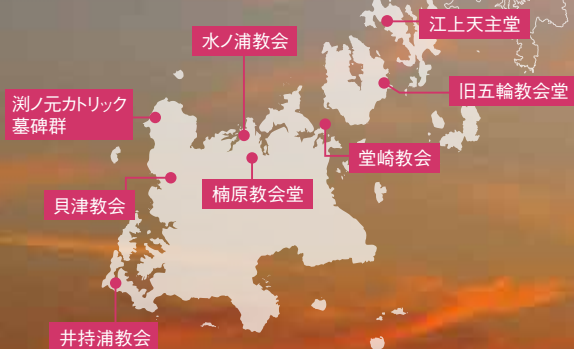 江上天主堂
水ノ浦教会
旧五輪教会堂
渕ノ元カトリック
墓碑群
堂崎教会
楠原教会堂
貝津教会
井持浦教会